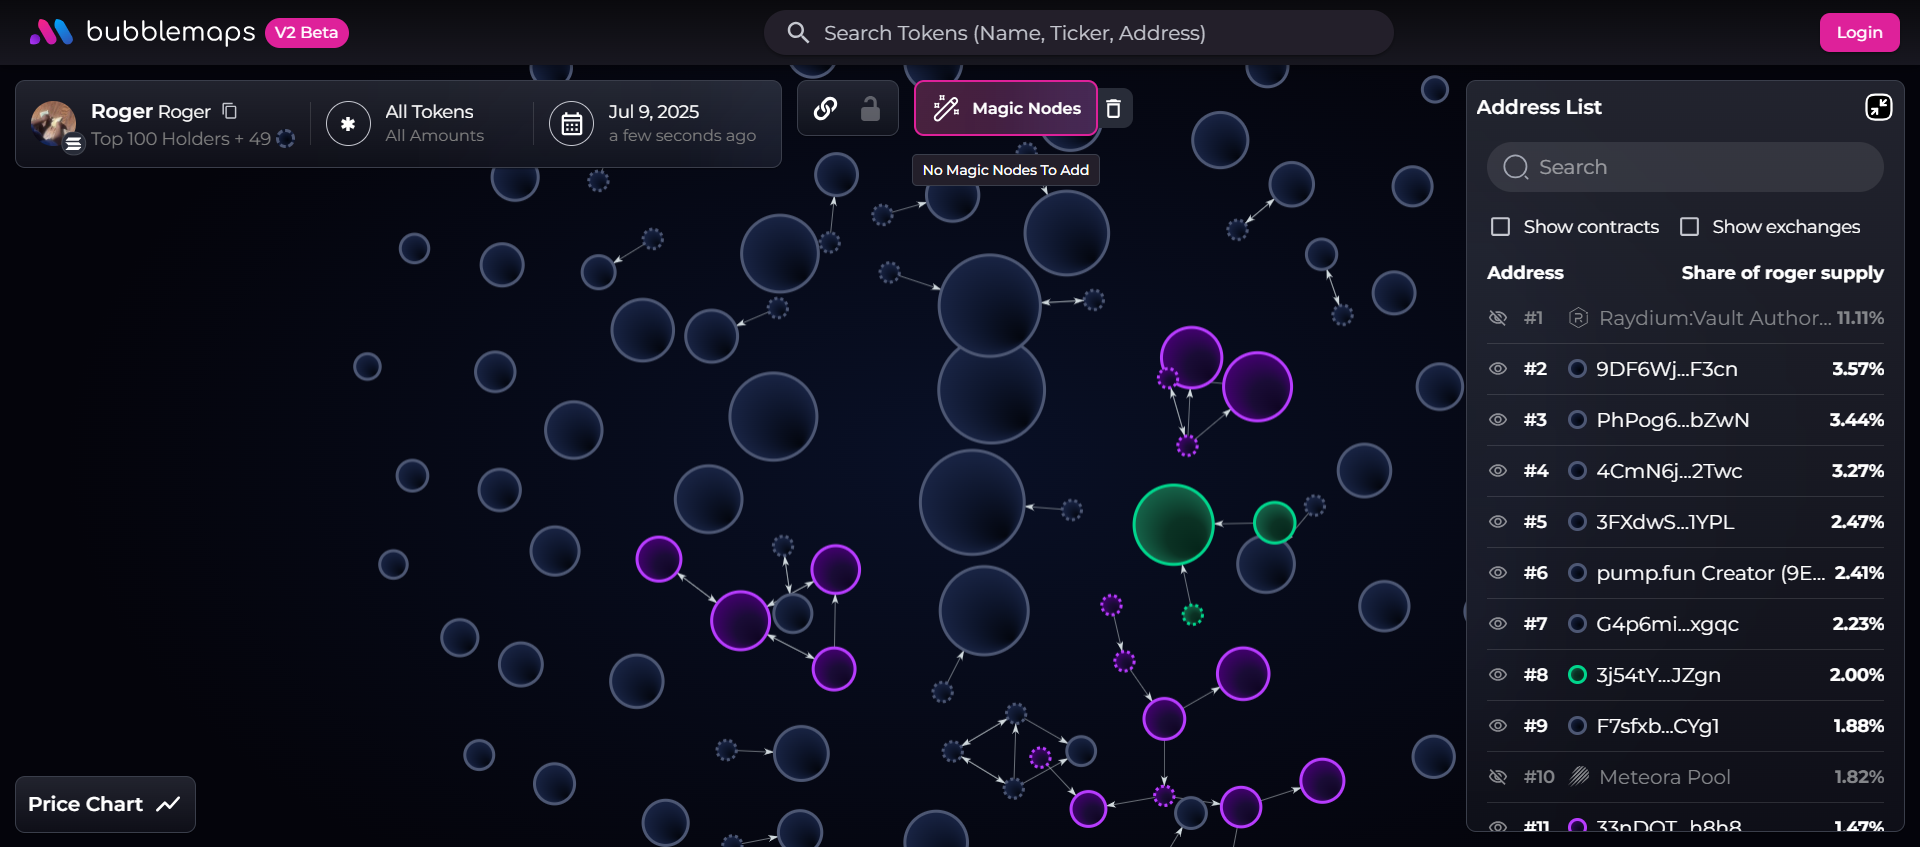 bubblemaps V2 Beta
Search Tokens (Name, Ticker, Address)
Login
Roger Roger
Top 100 Holders + 49
All Tokens
All Amounts
Jul 9, 2025
a few seconds ago
Magic Nodes
No Magic Nodes To Add
Address List
Search
Show contracts Show exchanges
Address Share of roger supply
#1 Raydium:Vault Author... 11.11%
#2 9DF6Wj...F3cn 3.57%
#3 PhPog6...bZwN 3.44%
#4 4CmN6j...2Twc 3.27%
#5 3FXdwS...1YPL 2.47%
#6 pump.fun Creator (9E... 2.41%
#7 G4p6mi...xgqc 2.23%
#8 3j54tY...JZgn 2.00%
#9 F7sfxb...CYg1 1.88%
#10 Meteora Pool 1.82%
#11 1.47%
Price Chart